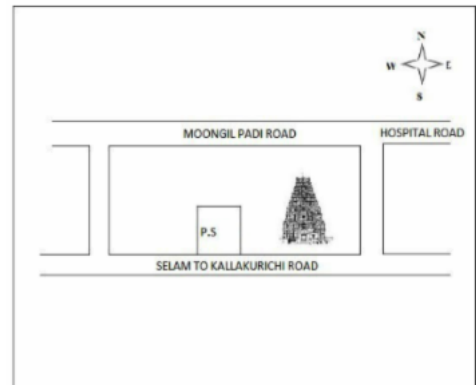 N
W E
S
MOONGIL PADI ROAD HOSPITAL ROAD
P.S
SELAM TO KALLAKURICHI ROAD